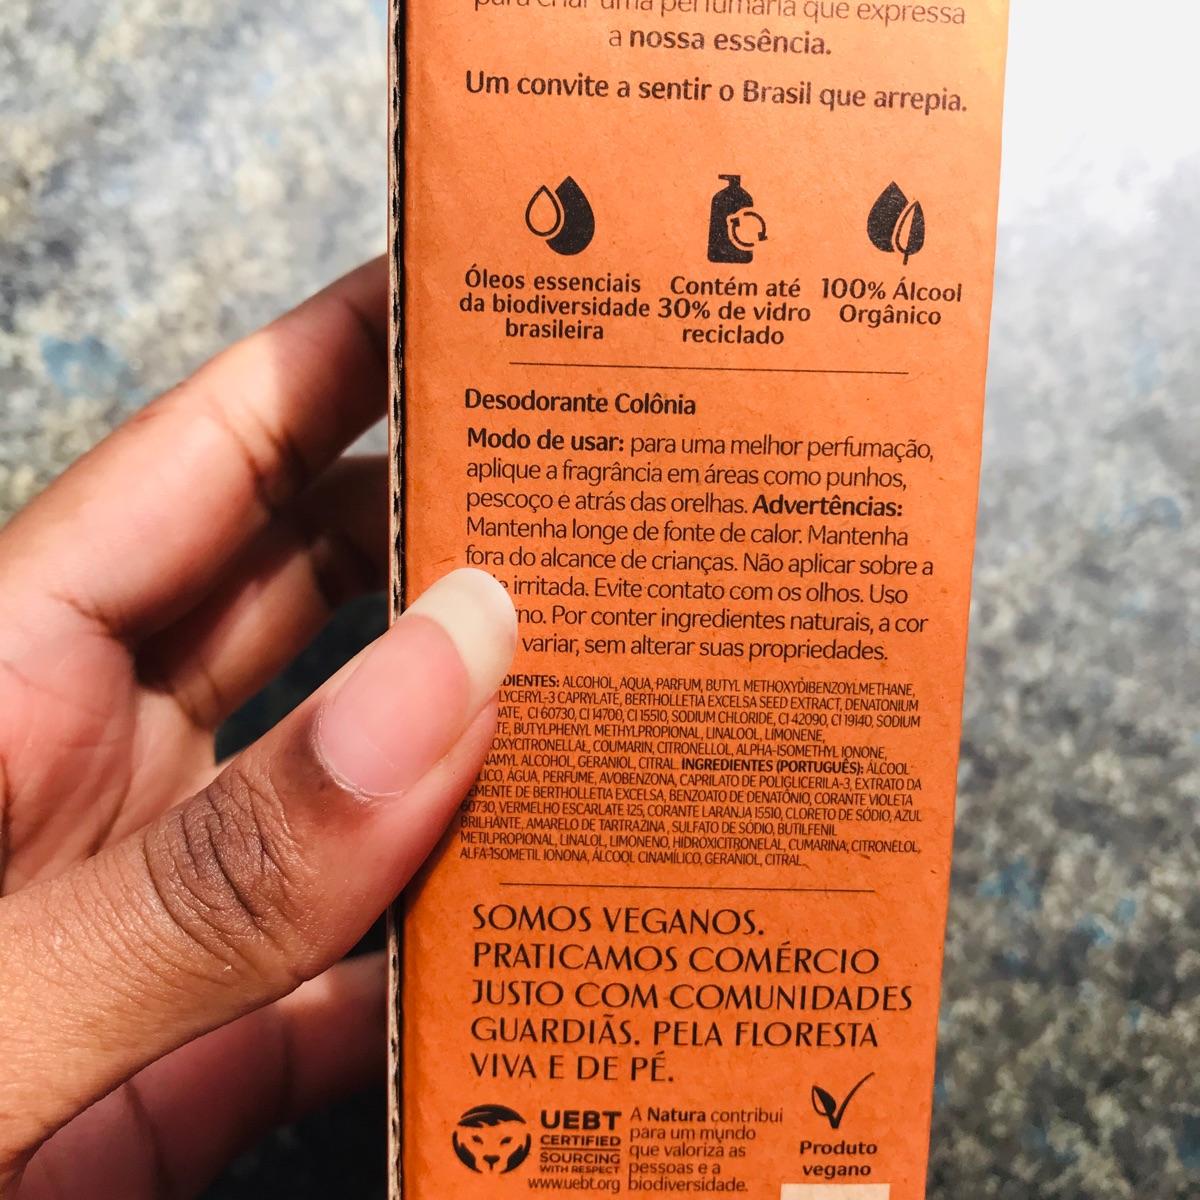 para criar uma perfumaria que expressa
a nossa essência.
Um convite a sentir o Brasil que arrepia.
Óleos essenciais
da biodiversidade
brasileira
Contém até
30% de vidro
reciclado
100% Álcool
Orgânico
Desodorante Colônia
Modo de usar: para uma melhor perfumação,
aplique a fragrância em áreas como punhos,
pescoço e atrás das orelhas. Advertências:
Mantenha longe de fonte de calor. Mantenha
fora do alcance de crianças. Não aplicar sobre a
irritada. Evite contato com os olhos. Uso
Por conter ingredientes naturais, a cor
variar, sem alterar suas propriedades.
ALCOHOL, AQUA, PARFUM, BUTYL METHOXYDIBENZOYLMETHANE,
CAPRYLATE, BERTHOLLETIA EXCELSA SEED EXTRACT, DENATONIUM
CI 60730, CI 14700, CI 15510, SODIUM CHLORIDE, CI 42090, CI 19140, SODIUM
BUTYLPHENYL METHYLPROPIONAL, LINALOOL, LIMONENE,
COUMARIN, CITRONELLOL, ALPHA-ISOMETHYL IONONE,
ALCOHOL, GERANIOL, CITRAL. INGREDIENTES (PORTUGUÊS): ÁLCOOL
ÁGUA, PERFUME, AVOBENZONA, CAPRILATO DE POLIGLICERILA-3, EXTRATO DA
DE BERTHOLLETIA EXCELSA, BENZOATO DE DENATÔNIO, CORANTE VIOLETA
60730, VERMELHO ESCARLATE 125, CORANTE LARANJA 15510, CLORETO DE SÓDIO, AZUL
BRILHANTE, AMARELO DE TARTRAZINA, SULFATO DE SÓDIO, BUTILFENIL
METILPROPIONAL, LINALOL, LIMONENO, HIDROXICITRONELAL, CUMARINA, CITRONELOL,
ALFA-ISOMETIL IONONA, ÁLCOOL CINAMÍLICO, GERANIOL, CITRAL.
SOMOS VEGANOS.
PRATICAMOS COMÉRCIO
JUSTO COM COMUNIDADES
GUARDIÃS. PELA FLORESTA
VIVA E DE PÉ.
UEBT
CERTIFIED
SOURCING
WITH RESPECT
www.uebt.org
A Natura contribui
para um mundo
que valoriza as
pessoas e a
biodiversidade.
Produto
vegano